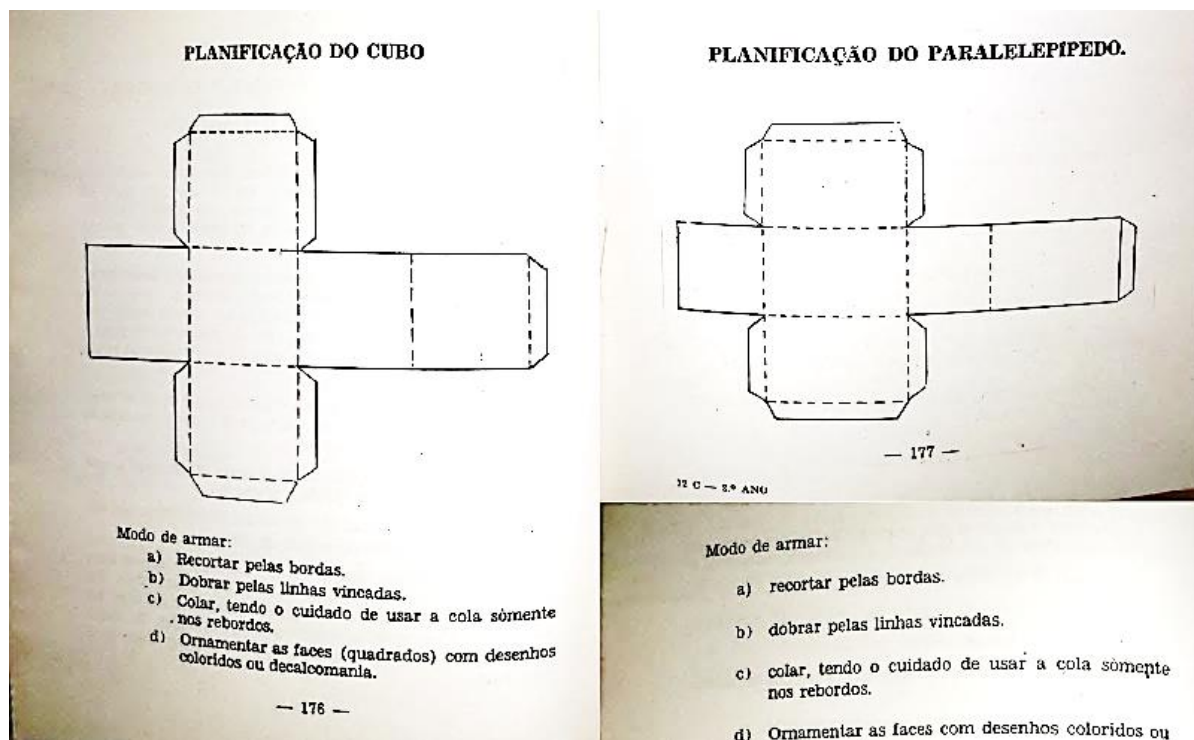 PLANIFICAÇÃO DO CUBO
Modo de armar:
a) Recortar pelas bordas.
b) Dobrar pelas linhas vincadas.
c) Colar, tendo o cuidado de usar a cola sòmente
nos rebordos.
d) Ornamentar as faces (quadrados) com desenhos
coloridos ou decalcomania.
— 176 —
PLANIFICAÇÃO DO PARALELEPÍPEDO.
— 177 —
12 C — 2.º ANO
Modo de armar:
a) recortar pelas bordas.
b) dobrar pelas linhas vincadas.
c) colar, tendo o cuidado de usar a cola sòmente
nos rebordos.
d) Ornamentar as faces com desenhos coloridos ou